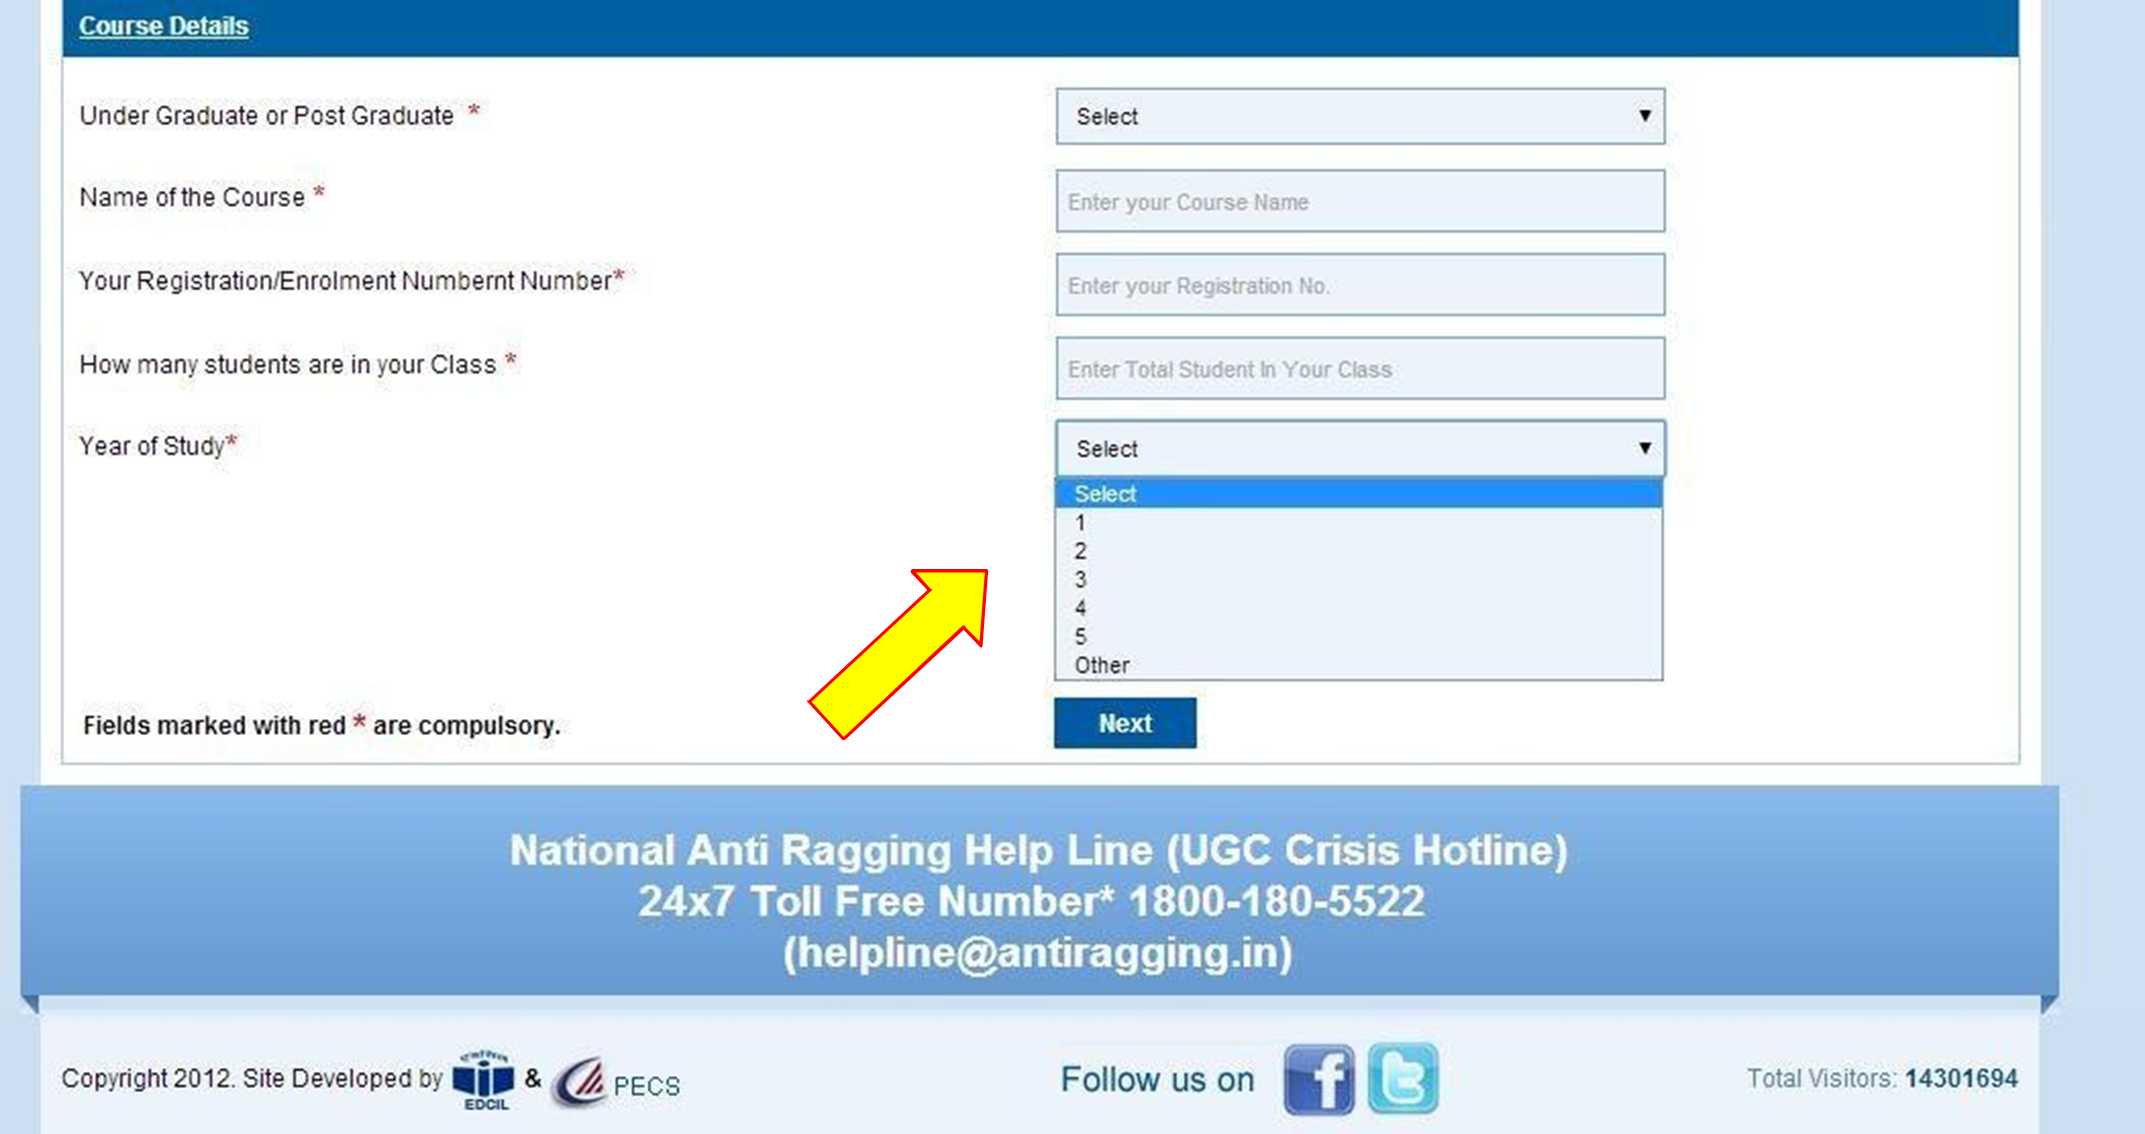 Course Details
Under Graduate or Post Graduate *
Select
Name of the Course *
Enter your Course Name
Your Registration/Enrolment Numbernt Number*
Enter your Registration No.
How many students are in your Class *
Enter Total Student In Your Class
Year of Study*
Select
Select
1
2
3
4
5
Other
Fields marked with red * are compulsory.
Next
National Anti Ragging Help Line (UGC Crisis Hotline)
24x7 Toll Free Number* 1800-180-5522
(helpline@antiragging.in)
Copyright 2012. Site Developed by EDCIL & PECS
Follow us on
Total Visitors: 14301694